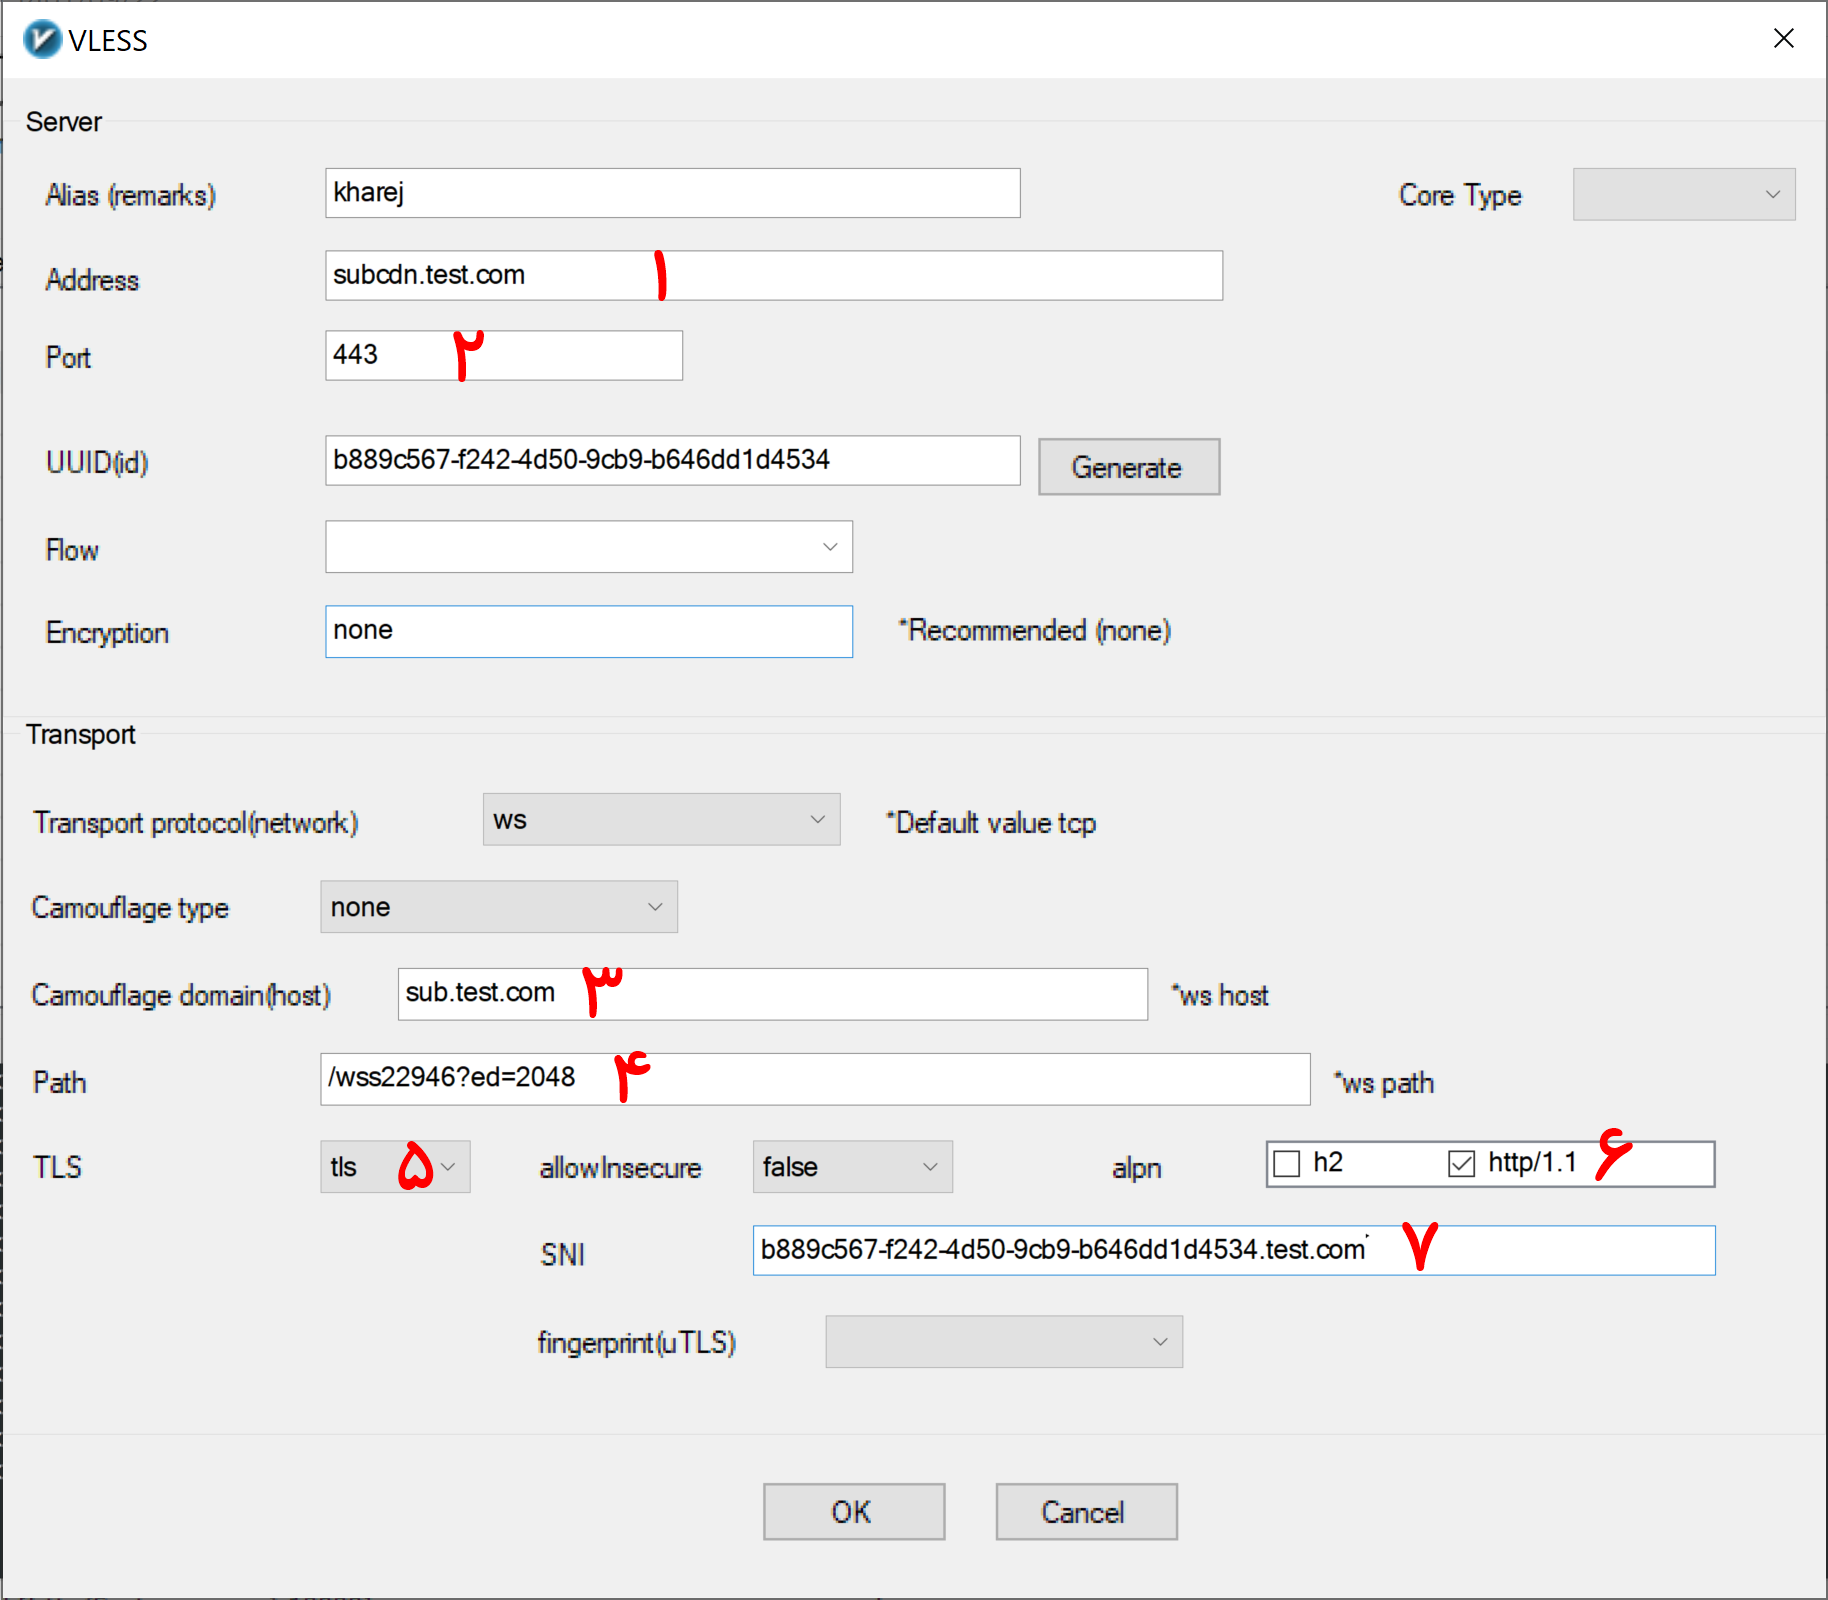 VLESS
Server
Alias (remarks) kharej Core Type
Address subcdn.test.com ۱
Port 443 ۲
UUID(id) b889c567-f242-4d50-9cb9-b646dd1d4534 Generate
Flow
Encryption none *Recommended (none)
Transport
Transport protocol(network) ws *Default value tcp
Camouflage type none
Camouflage domain(host) sub.test.com ۳ *ws host
Path /wss22946?ed=2048 ۴ *ws path
TLS tls ۵ allowInsecure false alpn h2 http/1.1 ۶
SNI b889c567-f242-4d50-9cb9-b646dd1d4534.test.com ۷
fingerprint(uTLS)
OK Cancel